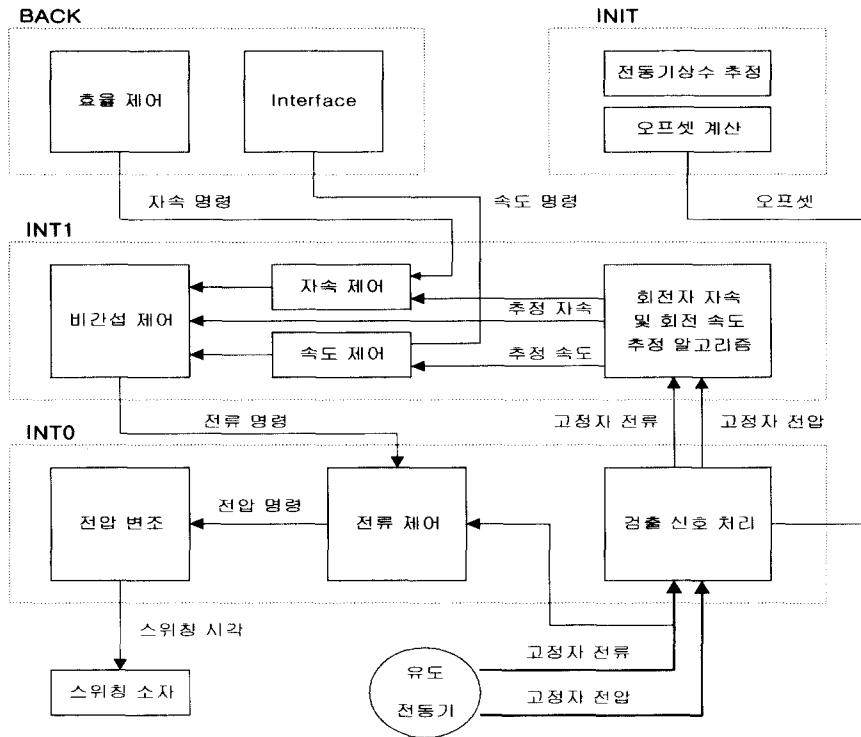 BACK
INIT
효율 제어
Interface
전동기상수 추정
오프셋 계산
자속 명령
속도 명령
오프셋
INT1
비간섭 제어
자속 제어
속도 제어
추정 자속
추정 속도
회전자 자속
및 회전 속도
추정 알고리즘
전류 명령
고정자 전류
고정자 전압
INT0
전압 변조
전압 명령
전류 제어
검출 신호 처리
스위칭 시각
스위칭 소자
유도
전동기
고정자 전류
고정자 전압